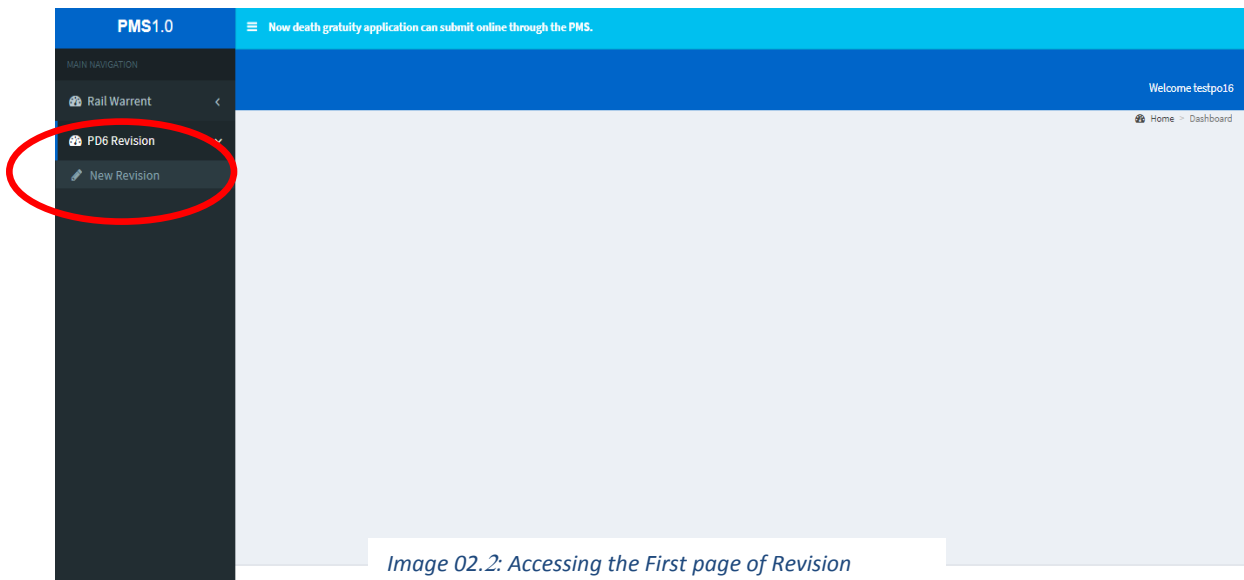 PMS1.0
Now death gratuity application can submit online through the PMS.
MAIN NAVIGATION
Welcome testpo16
Rail Warrent
Home > Dashboard
PD6 Revision
New Revision
Image 02.2: Accessing the First page of Revision